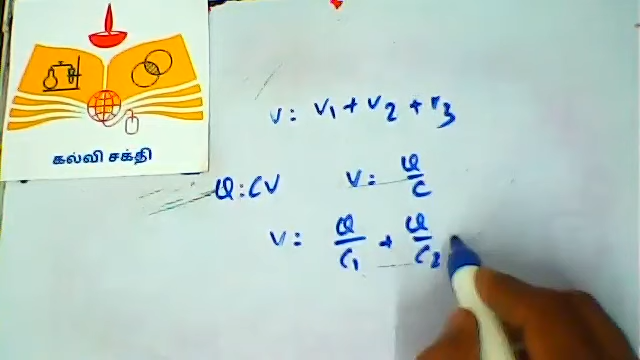 கல்வி சக்தி
V = V1 + V2 + V3
Q = CV V = Q/C
V = Q/C1 + Q/C2